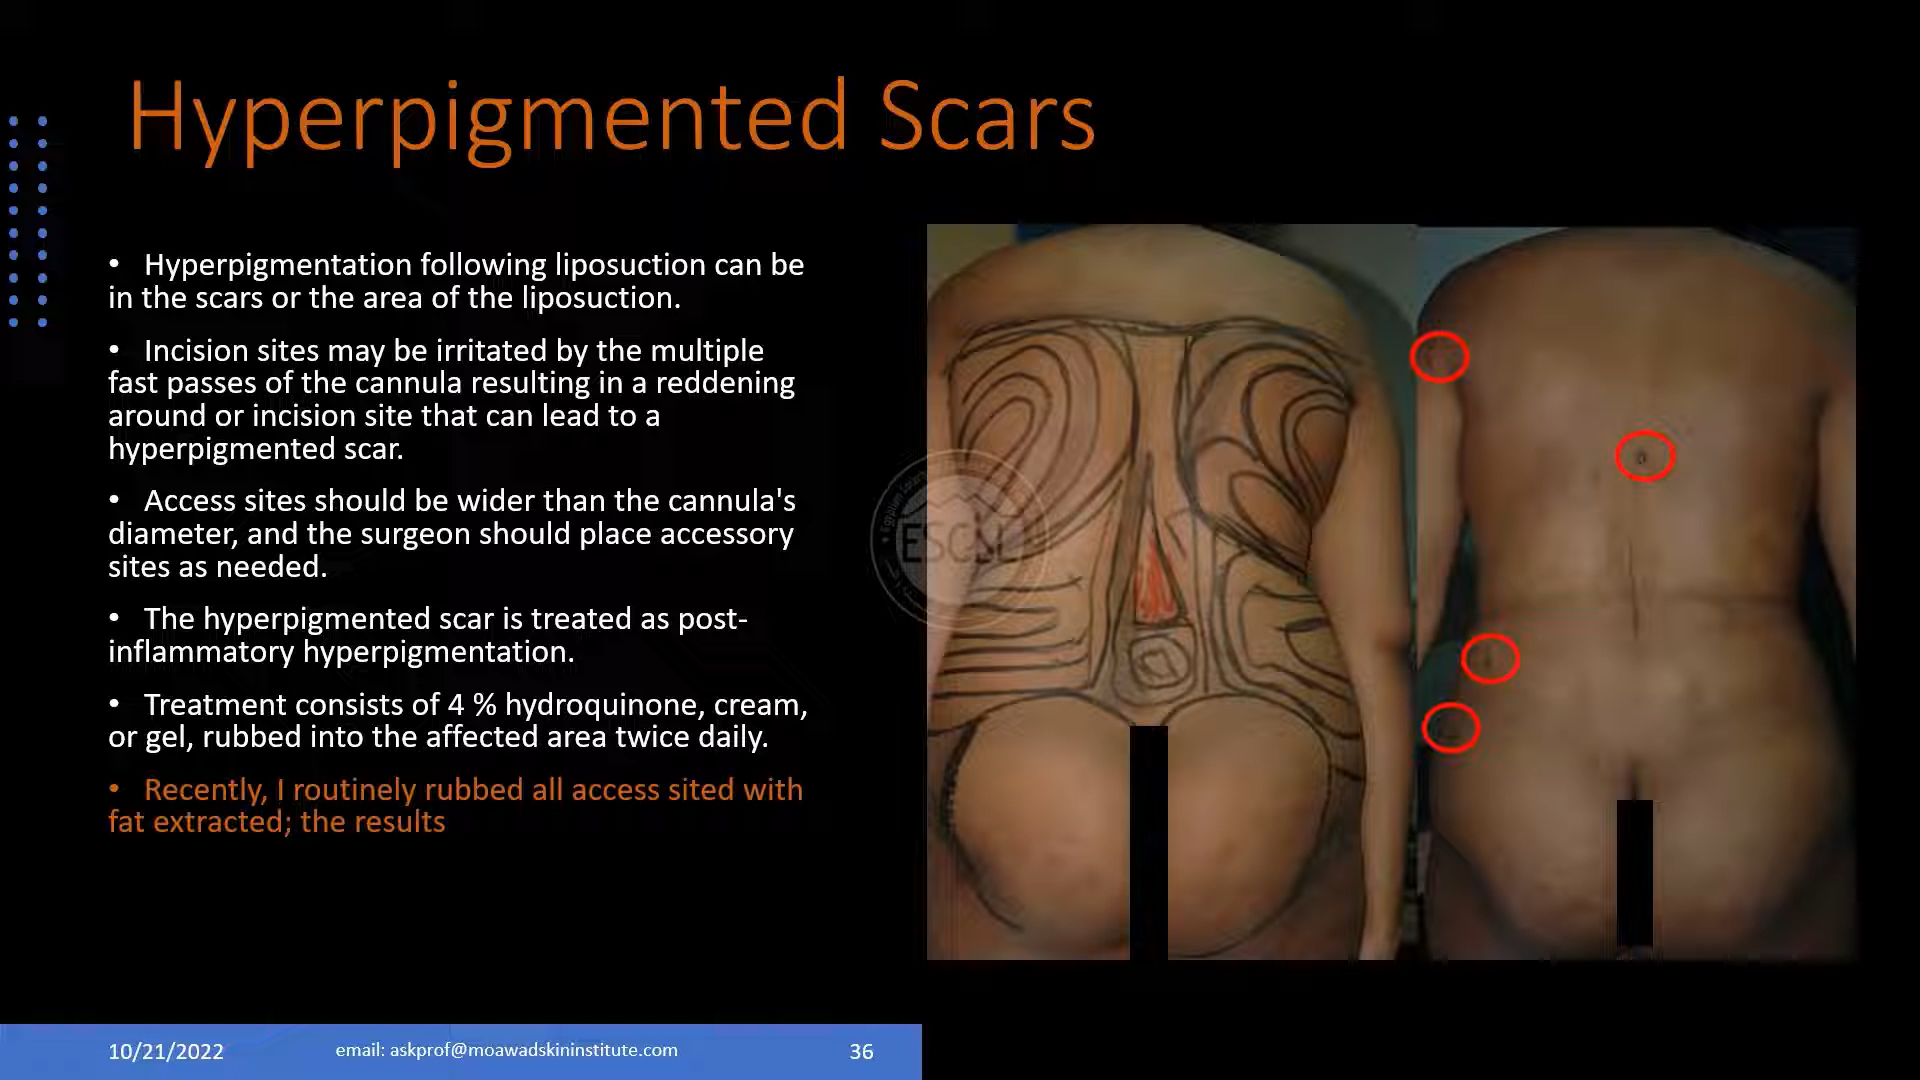 Hyperpigmented Scars
• Hyperpigmentation following liposuction can be
in the scars or the area of the liposuction.
• Incision sites may be irritated by the multiple
fast passes of the cannula resulting in a reddening
around or incision site that can lead to a
hyperpigmented scar.
• Access sites should be wider than the cannula's
diameter, and the surgeon should place accessory
sites as needed.
• The hyperpigmented scar is treated as post-
inflammatory hyperpigmentation.
• Treatment consists of 4 % hydroquinone, cream,
or gel, rubbed into the affected area twice daily.
• Recently, I routinely rubbed all access sited with
fat extracted; the results
10/21/2022
email: askprof@moawadskininstitute.com
36